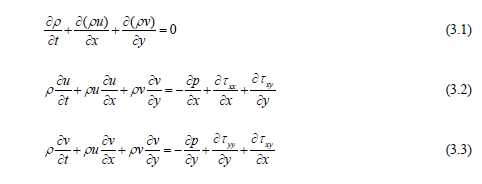 ∂ρ/∂t + ∂(ρu)/∂x + ∂(ρv)/∂y = 0 (3.1)
ρ ∂u/∂t + ρu ∂u/∂x + ρv ∂v/∂y = −∂p/∂x + ∂τ_xx/∂x + ∂τ_xy/∂y (3.2)
ρ ∂v/∂t + ρu ∂v/∂x + ρv ∂v/∂y = −∂p/∂y + ∂τ_yy/∂y + ∂τ_xy/∂x (3.3)